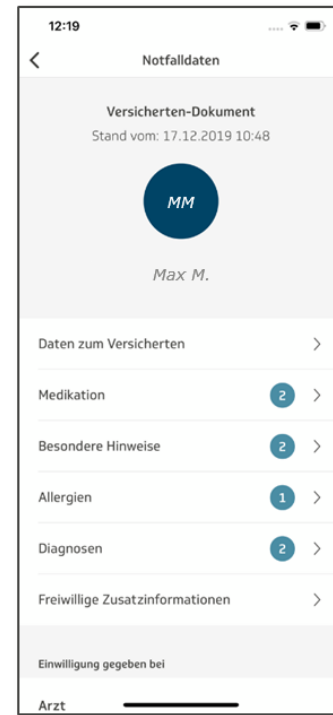 12:19
Notfalldaten
Versicherten-Dokument
Stand vom: 17.12.2019 10:48
MM
Max M.
Daten zum Versicherten
Medikation 2
Besondere Hinweise 2
Allergien 1
Diagnosen 2
Freiwillige Zusatzinformationen
Einwilligung gegeben bei
Arzt